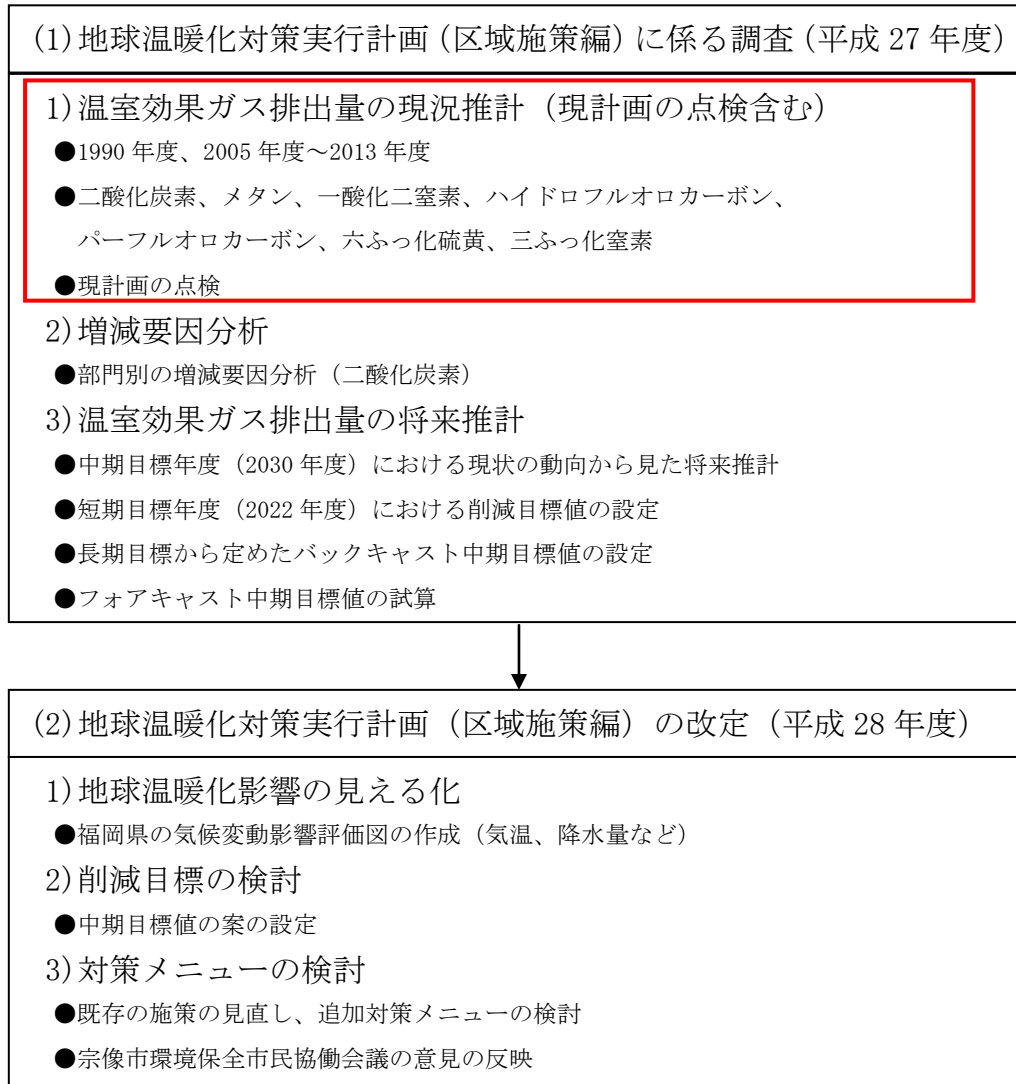 (1)地球温暖化対策実行計画(区域施策編)に係る調査(平成27年度)
1)温室効果ガス排出量の現況推計(現計画の点検含む)
●1990年度、2005年度～2013年度
●二酸化炭素、メタン、一酸化二窒素、ハイドロフルオロカーボン、
パーフルオロカーボン、六ふっ化硫黄、三ふっ化窒素
●現計画の点検
2)増減要因分析
●部門別の増減要因分析(二酸化炭素)
3)温室効果ガス排出量の将来推計
●中期目標年度(2030年度)における現状の動向から見た将来推計
●短期目標年度(2022年度)における削減目標値の設定
●長期目標から定めたバックキャスト中期目標値の設定
●フォアキャスト中期目標値の試算
(2)地球温暖化対策実行計画(区域施策編)の改定(平成28年度)
1)地球温暖化影響の見える化
●福岡県の気候変動影響評価図の作成(気温、降水量など)
2)削減目標の検討
●中期目標値の案の設定
3)対策メニューの検討
●既存の施策の見直し、追加対策メニューの検討
●宗像市環境保全市民協働会議の意見の反映